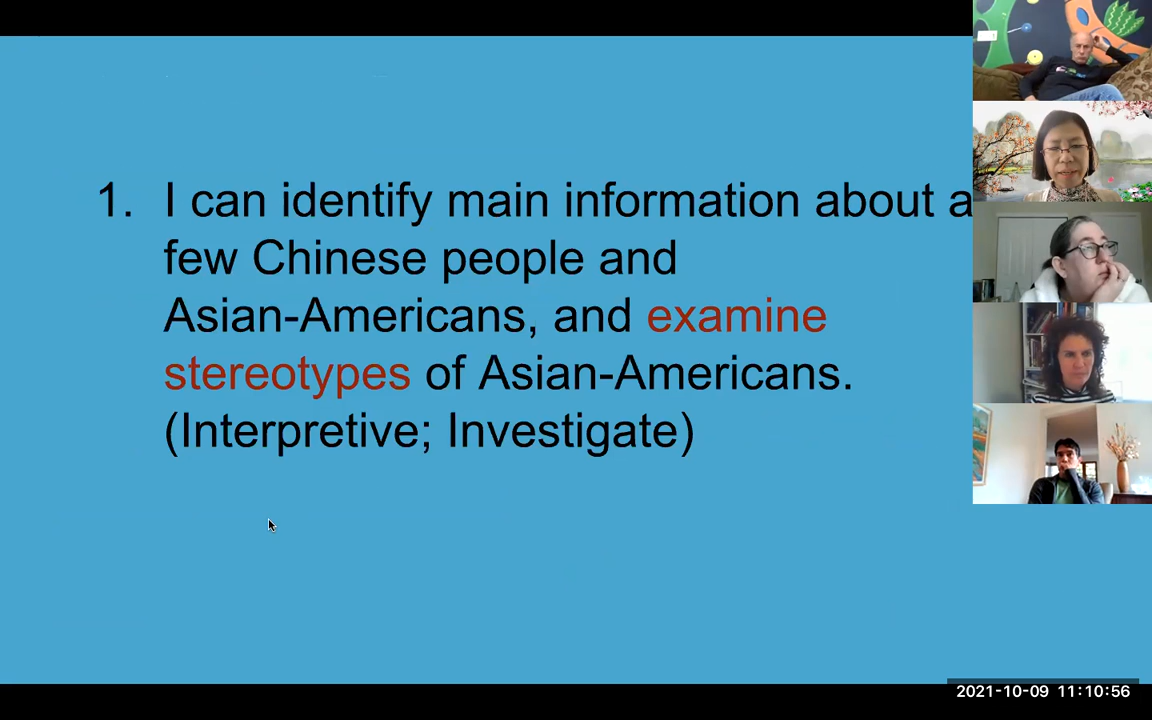 1. I can identify main information about a
few Chinese people and
Asian-Americans, and examine
stereotypes of Asian-Americans.
(Interpretive; Investigate)
2021-10-09 11:10:56